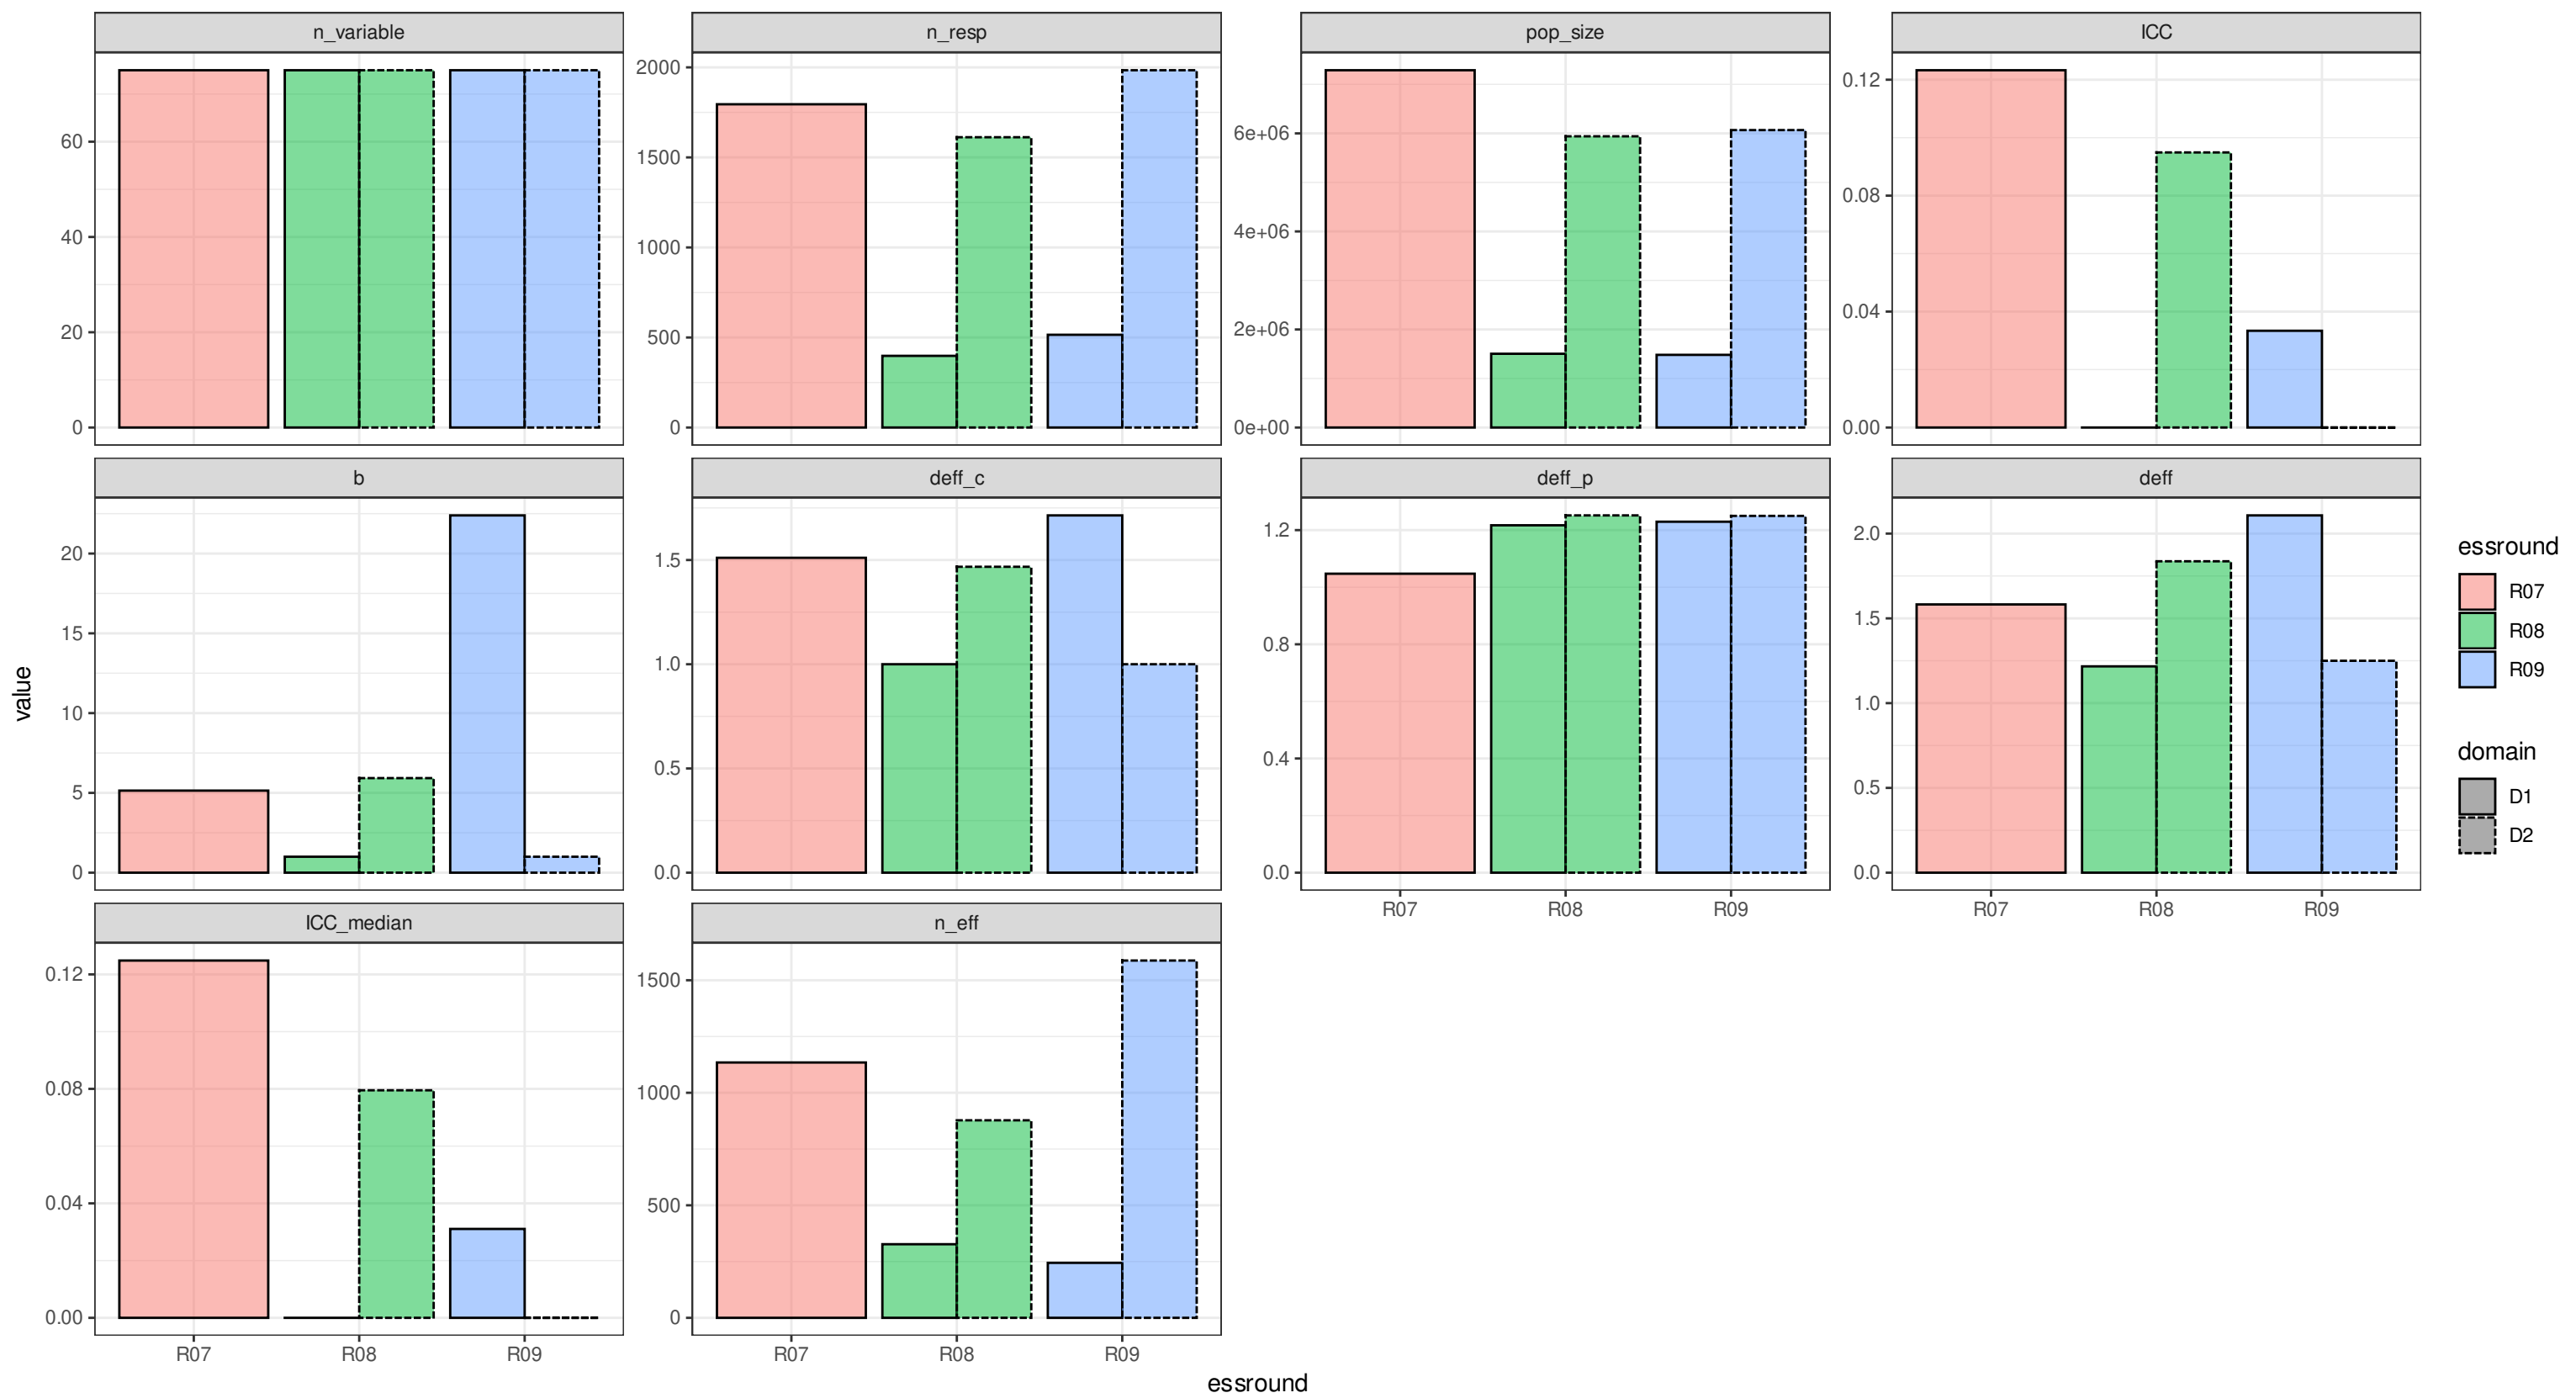 n_variable
n_resp
pop_size
ICC
60
40
20
0
2000
1500
1000
500
0
6e+06
4e+06
2e+06
0e+00
0.12
0.08
0.04
0.00
b
deff_c
deff_p
deff
20
15
10
5
0
1.5
1.0
0.5
0.0
1.2
0.8
0.4
0.0
2.0
1.5
1.0
0.5
0.0
R07 R08 R09
R07 R08 R09
ICC_median
n_eff
0.12
0.08
0.04
0.00
1500
1000
500
0
R07 R08 R09
R07 R08 R09
value
essround
essround
R07
R08
R09
domain
D1
D2